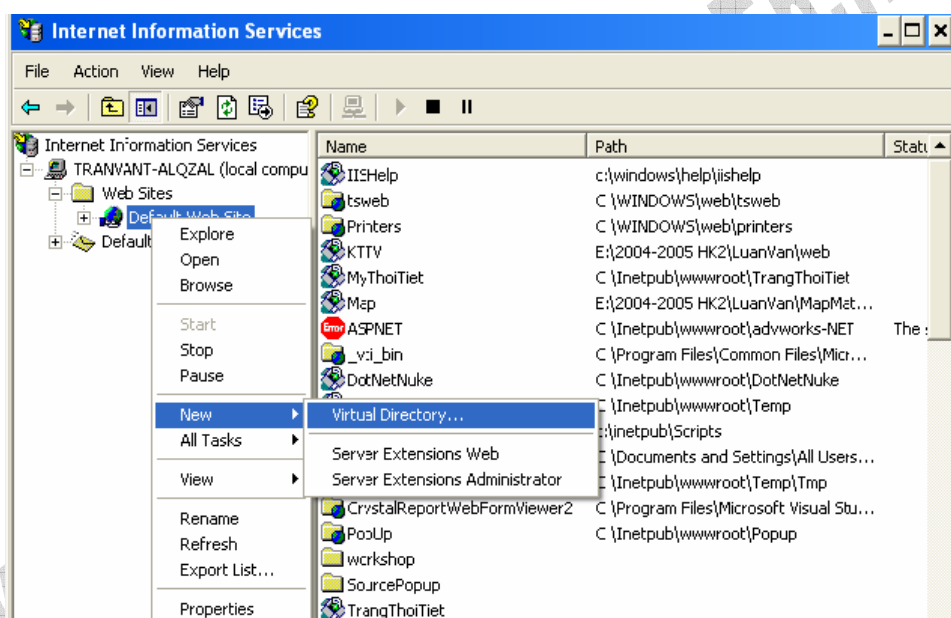 Internet Information Services
File Action View Help
Internet Information Services
TRANVANT-ALQZAL (local compu
Web Sites
Default Web Site
Default
Explore
Open
Browse
Start
Stop
Pause
New
All Tasks
View
Rename
Refresh
Export List...
Properties
Virtual Directory...
Server Extensions Web
Server Extensions Administrator
Name Path Statu
IISHelp c:\windows\help\iishelp
tsweb C:\WINDOWS\web\tsweb
Printers C:\WINDOWS\web\printers
KTTV E:\2004-2005 HK2\LuanVan\web
MyThoiTiet C:\Inetpub\wwwroot\TrangThoiTiet
Map E:\2004-2005 HK2\LuanVan\MapMat...
Error ASPNET C:\Inetpub\wwwroot\advworks-NET The
_vti_bin C:\Program Files\Common Files\Micr...
DotNetNuke C:\Inetpub\wwwroot\DotNetNuke
C:\Inetpub\wwwroot\Temp
c:\inetpub\Scripts
C:\Documents and Settings\All Users...
C:\Inetpub\wwwroot\Temp\Tmp
CrystalReportWebFormViewer2 C:\Program Files\Microsoft Visual Stu...
PopUp C:\Inetpub\wwwroot\Popup
workshop
SourcePopup
TrangThoiTiet